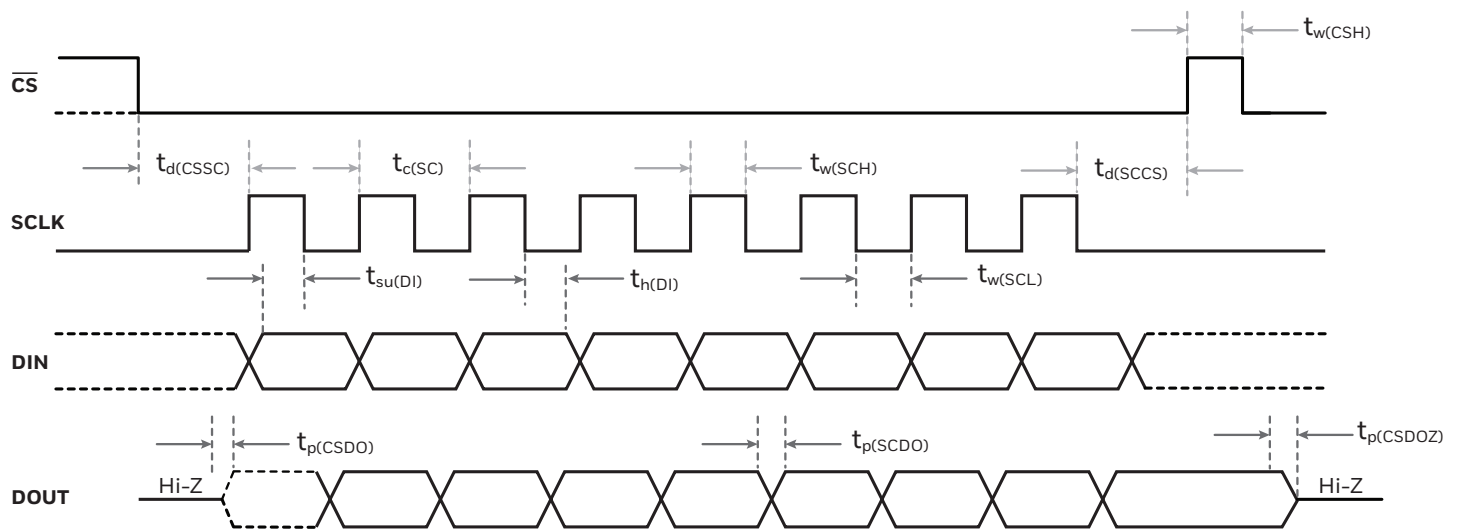 t_w(CSH)
C̅S̅
t_d(CSSC) t_c(SC) t_w(SCH) t_d(SCCS)
SCLK
t_su(DI) t_h(DI) t_w(SCL)
DIN
t_p(CSDO) t_p(SCDO) t_p(CSDOZ)
Hi-Z Hi-Z
DOUT